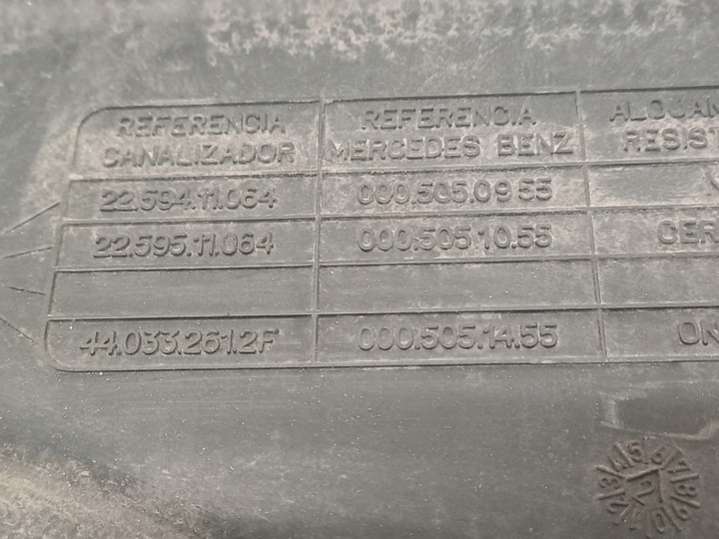 REFERENCIA REFERENCIA
CANALIZADOR MERCEDES BENZ
22.594.11.064 000.505.09.55
22.595.11.064 000.505.10.55
44.033.261.2F 000.505.14.55